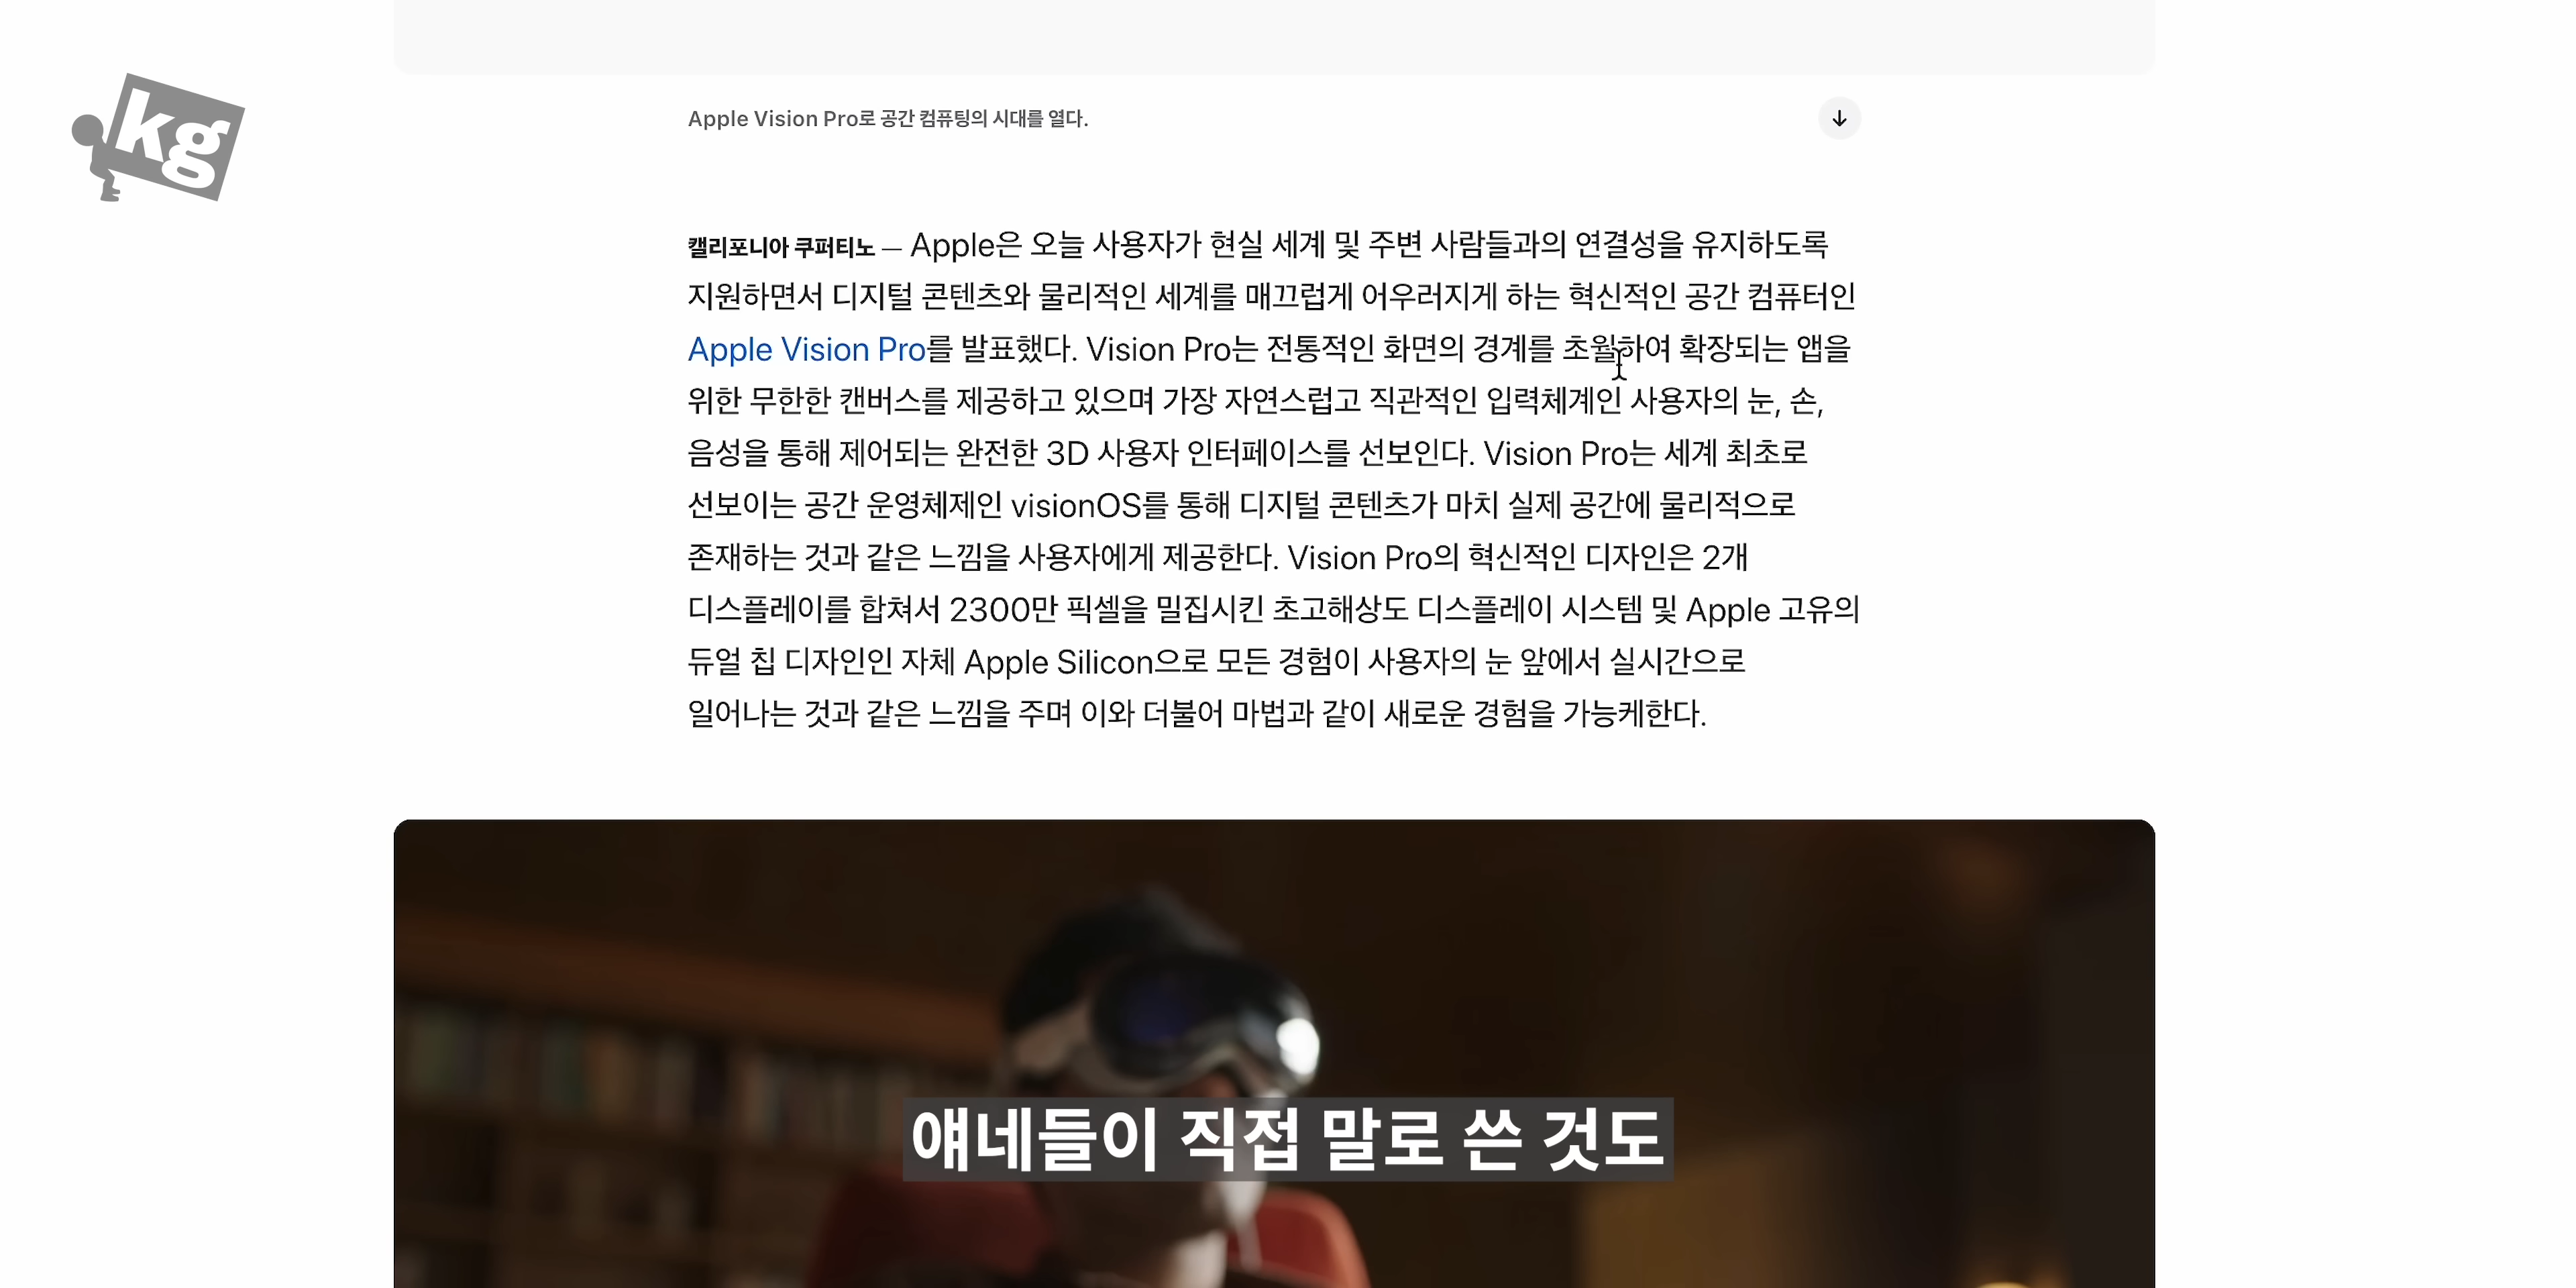 kg
Apple Vision Pro로 공간 컴퓨팅의 시대를 열다.
캘리포니아 쿠퍼티노 — Apple은 오늘 사용자가 현실 세계 및 주변 사람들과의 연결성을 유지하도록
지원하면서 디지털 콘텐츠와 물리적인 세계를 매끄럽게 어우러지게 하는 혁신적인 공간 컴퓨터인
Apple Vision Pro를 발표했다. Vision Pro는 전통적인 화면의 경계를 초월하여 확장되는 앱을
위한 무한한 캔버스를 제공하고 있으며 가장 자연스럽고 직관적인 입력체계인 사용자의 눈, 손,
음성을 통해 제어되는 완전한 3D 사용자 인터페이스를 선보인다. Vision Pro는 세계 최초로
선보이는 공간 운영체제인 visionOS를 통해 디지털 콘텐츠가 마치 실제 공간에 물리적으로
존재하는 것과 같은 느낌을 사용자에게 제공한다. Vision Pro의 혁신적인 디자인은 2개
디스플레이를 합쳐서 2300만 픽셀을 밀집시킨 초고해상도 디스플레이 시스템 및 Apple 고유의
듀얼 칩 디자인인 자체 Apple Silicon으로 모든 경험이 사용자의 눈 앞에서 실시간으로
일어나는 것과 같은 느낌을 주며 이와 더불어 마법과 같이 새로운 경험을 가능케한다.
얘네들이 직접 말로 쓴 것도